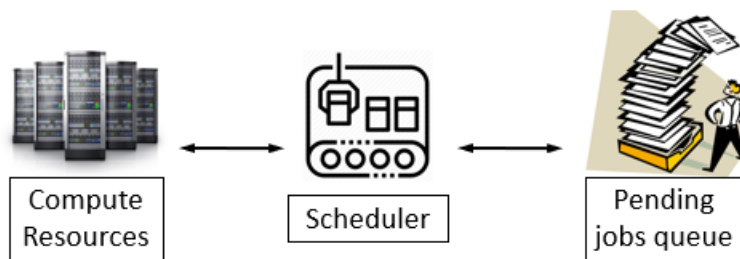 Compute
Resources
Scheduler
Pending
jobs queue